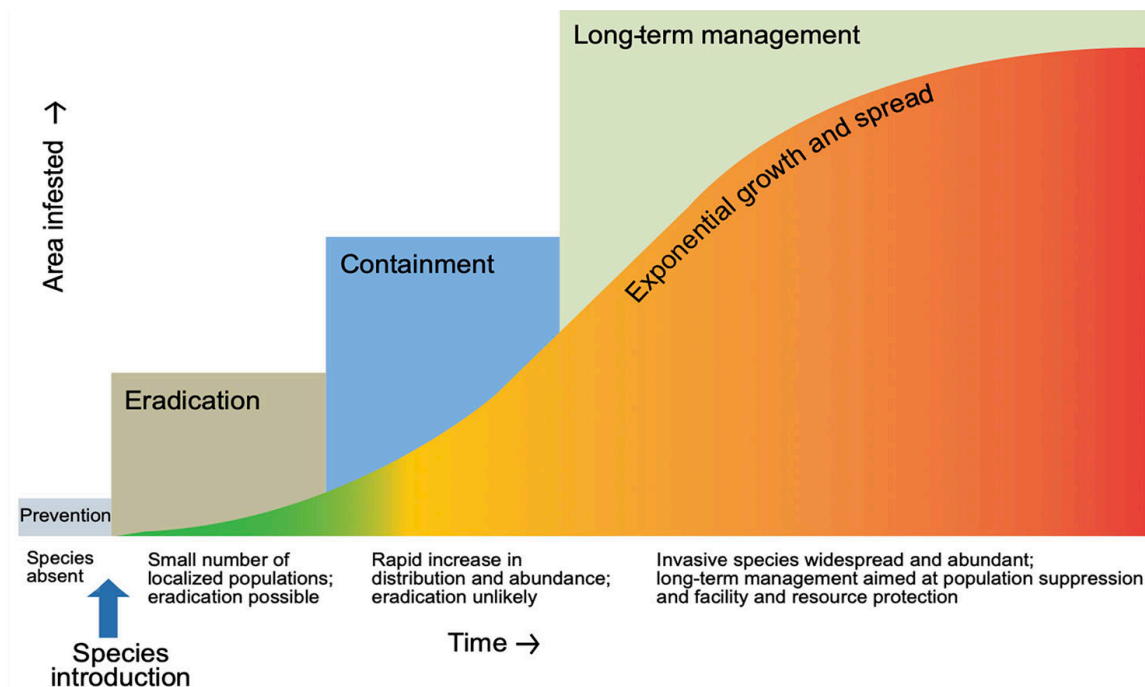 Long-term management
Area infested →
Exponential growth and spread
Containment
Eradication
Prevention
Species
absent
Small number of
localized populations;
eradication possible
Rapid increase in
distribution and abundance;
eradication unlikely
Invasive species widespread and abundant;
long-term management aimed at population suppression
and facility and resource protection
Time →
Species
introduction